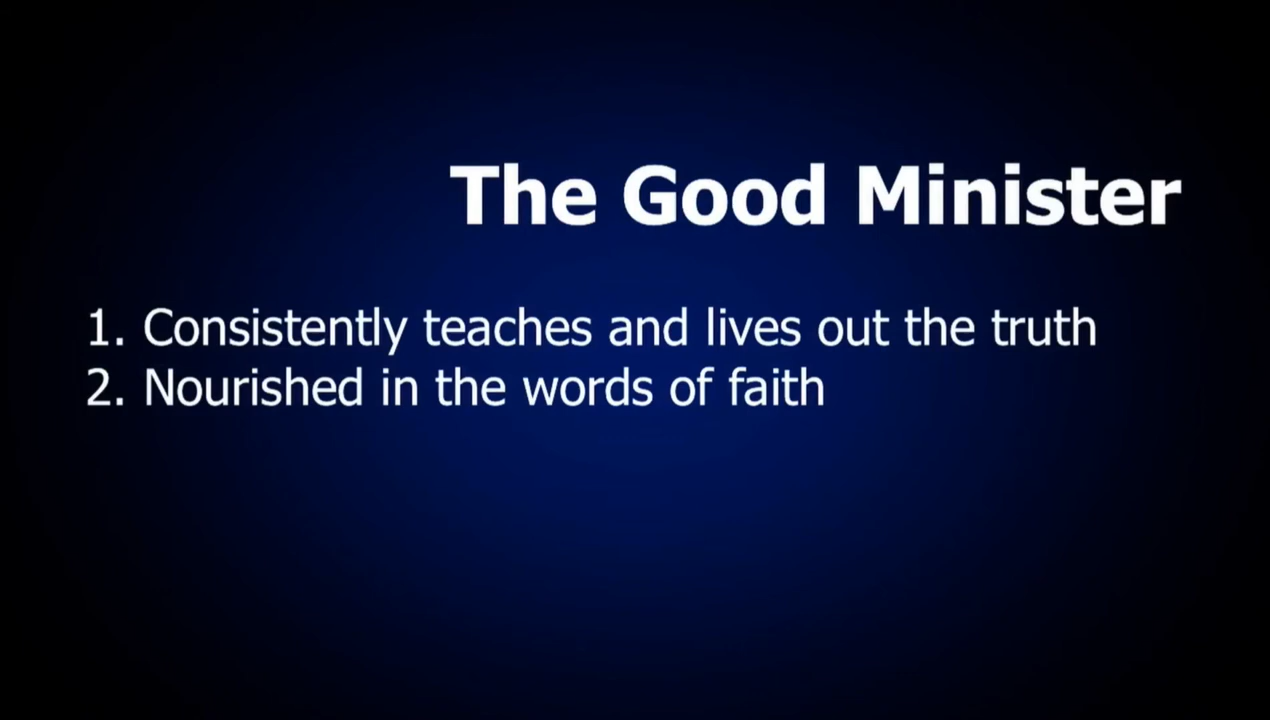 The Good Minister
1. Consistently teaches and lives out the truth
2. Nourished in the words of faith